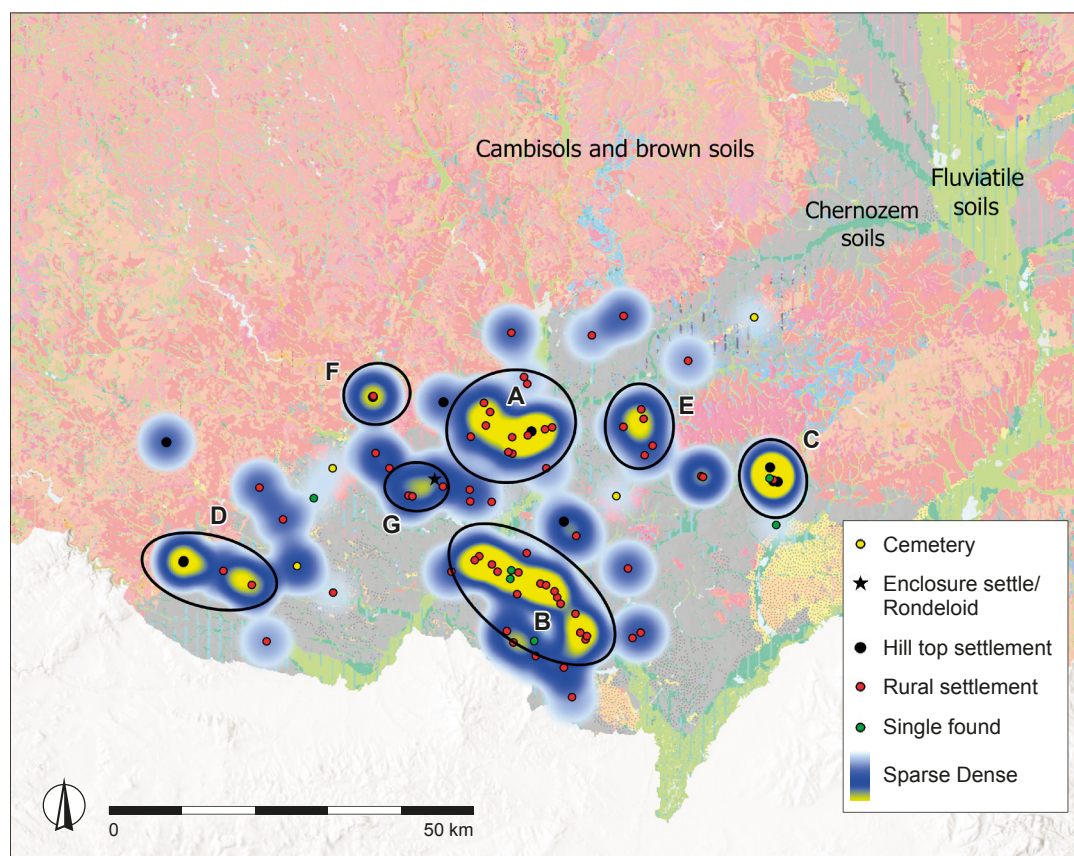 Cambisols and brown soils
Fluviatile
soils
Chernozem
soils
F
A
E
C
G
D
B
Cemetery
Enclosure settle/
Rondeloid
Hill top settlement
Rural settlement
Single found
Sparse Dense
0
50 km